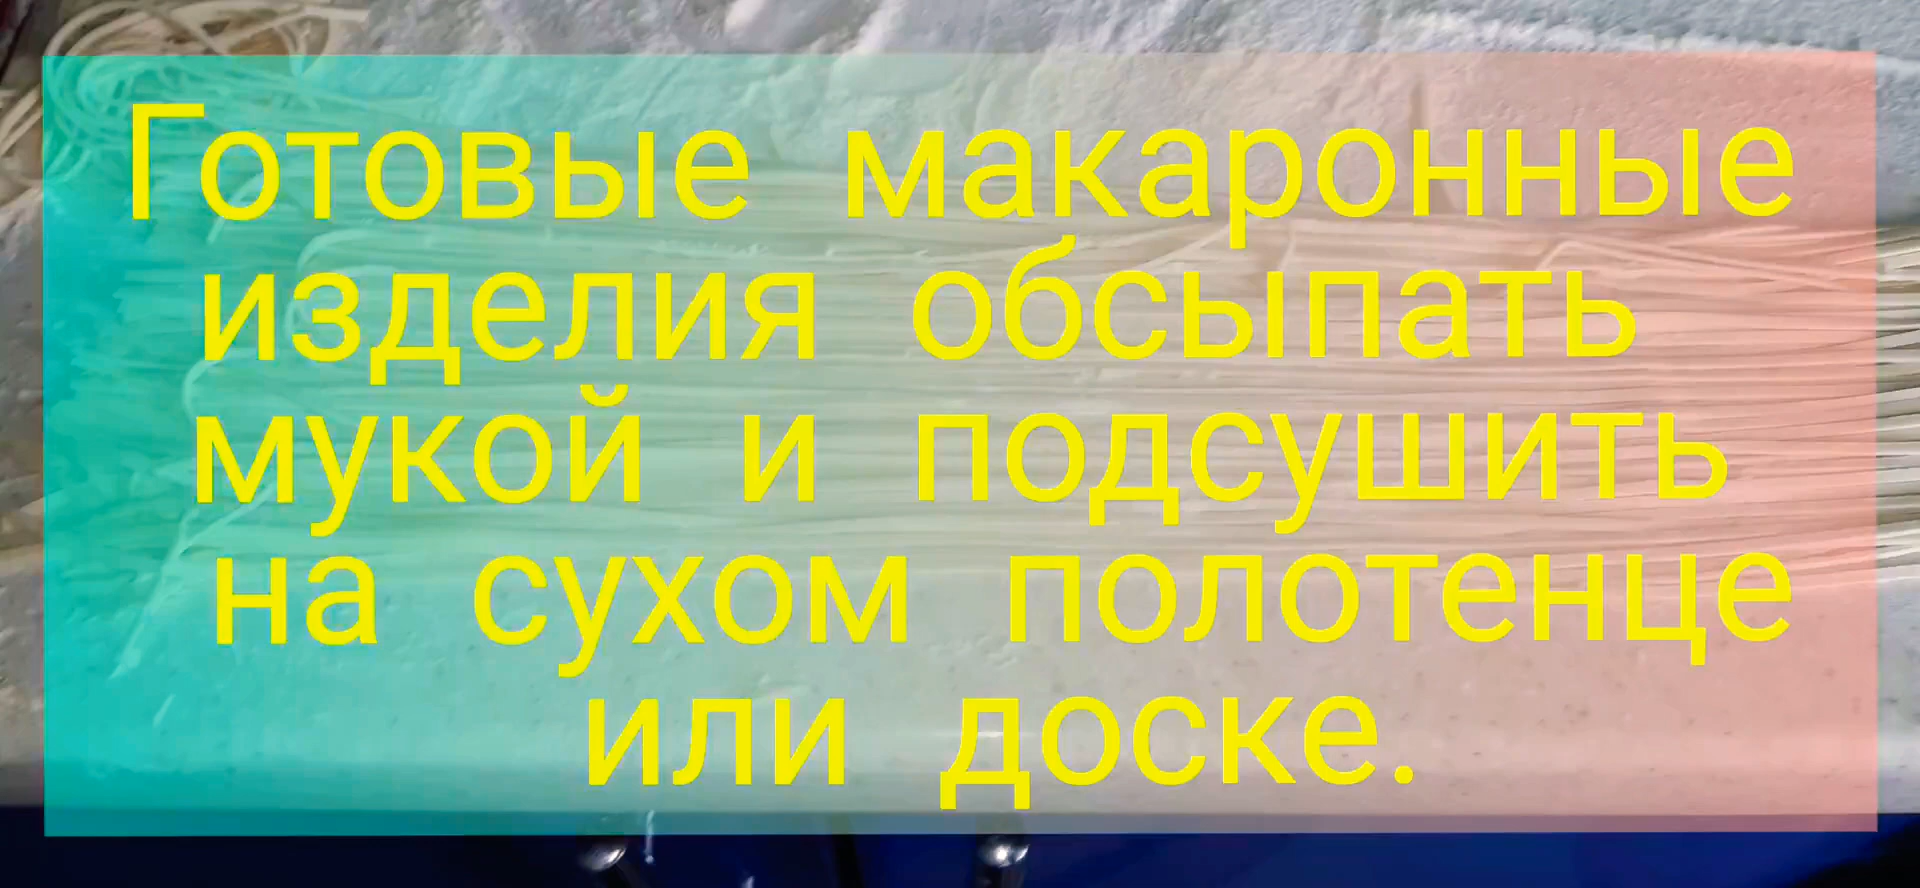 Готовые макаронные
изделия обсыпать
мукой и подсушить
на сухом полотенце
или доске.